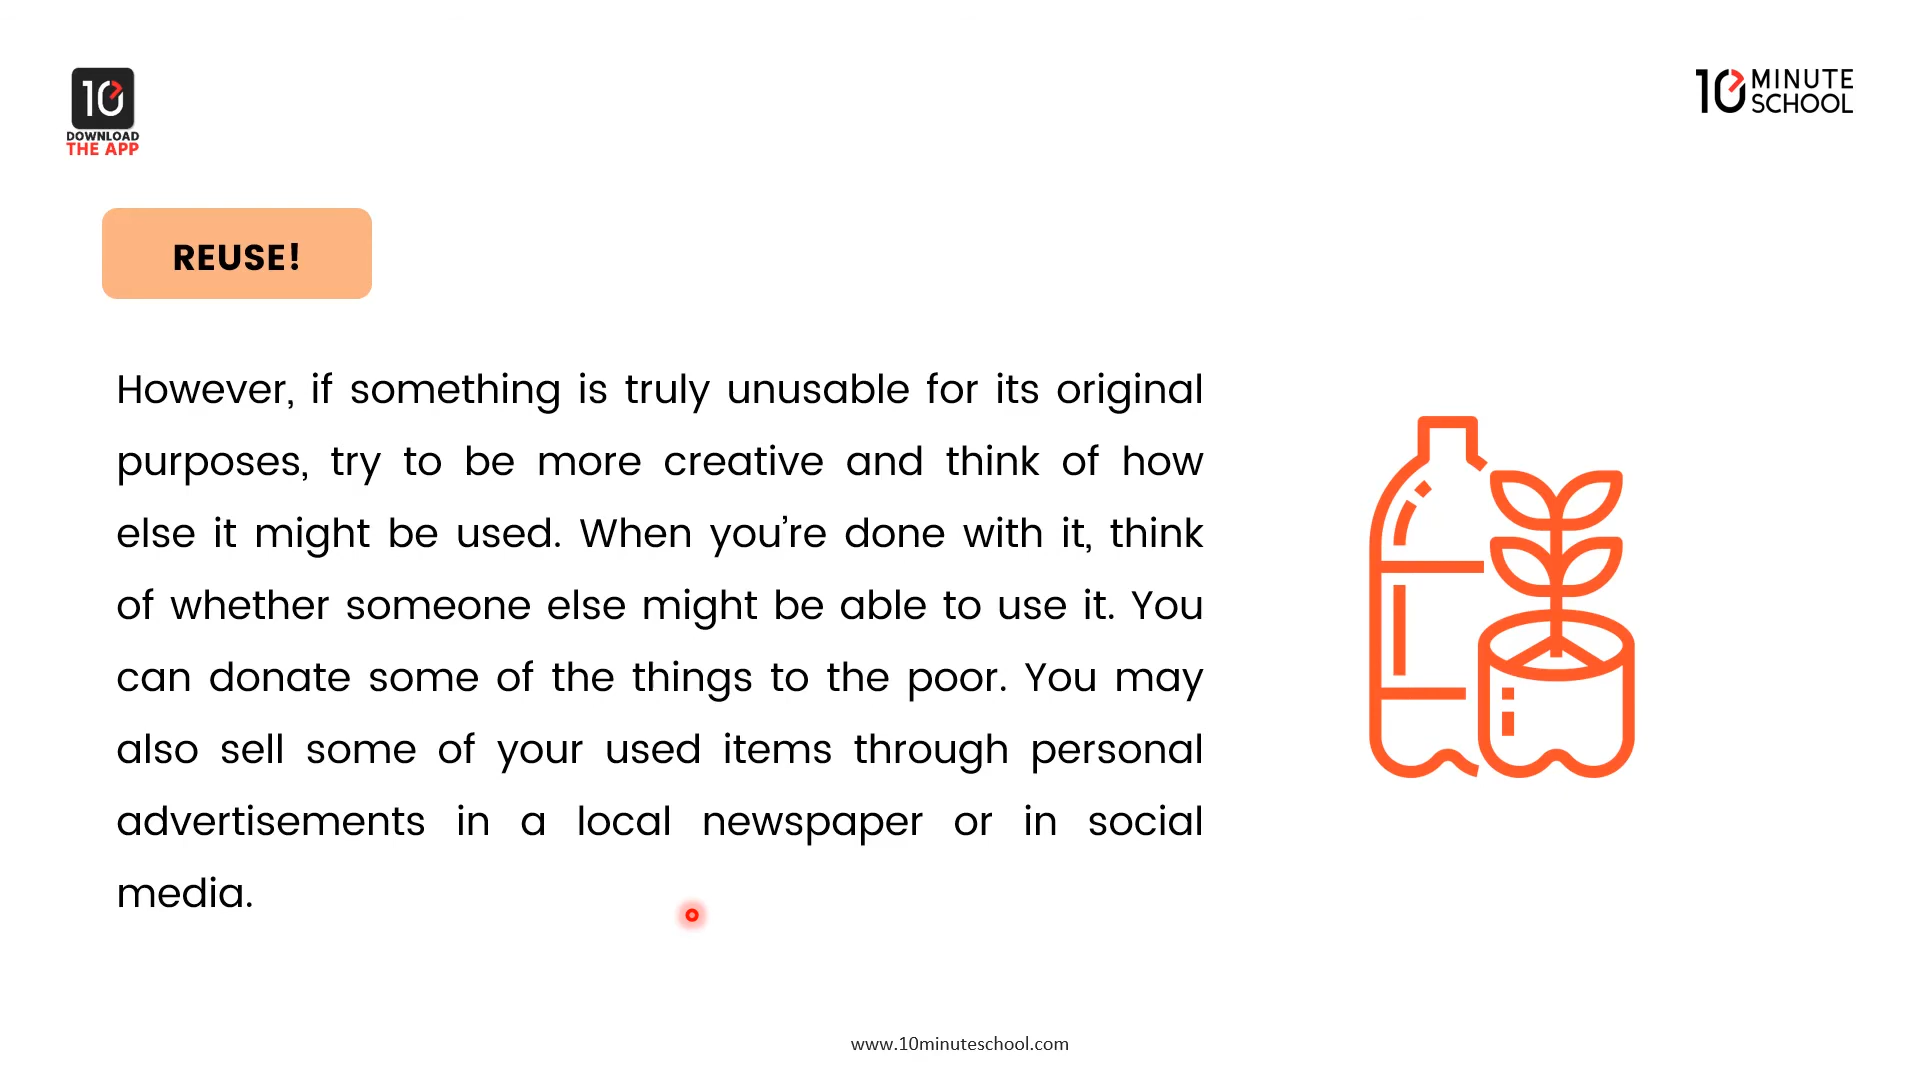 10
DOWNLOAD
THE APP
10 MINUTE
SCHOOL
REUSE!
However, if something is truly unusable for its original
purposes, try to be more creative and think of how
else it might be used. When you’re done with it, think
of whether someone else might be able to use it. You
can donate some of the things to the poor. You may
also sell some of your used items through personal
advertisements in a local newspaper or in social
media.
www.10minuteschool.com